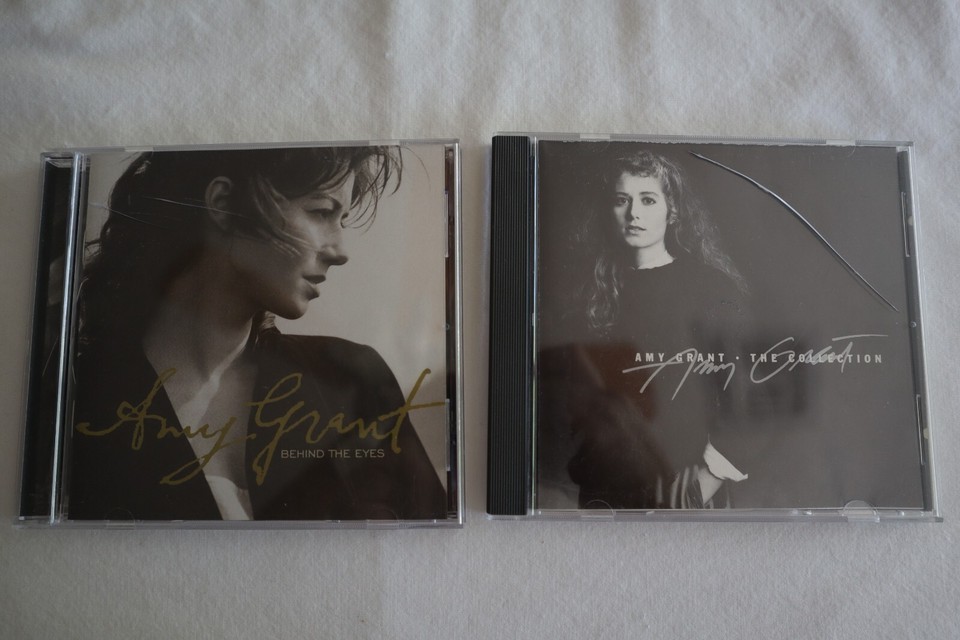 Amy Grant
BEHIND THE EYES
AMY GRANT • THE COLLECTION
Amy Grant